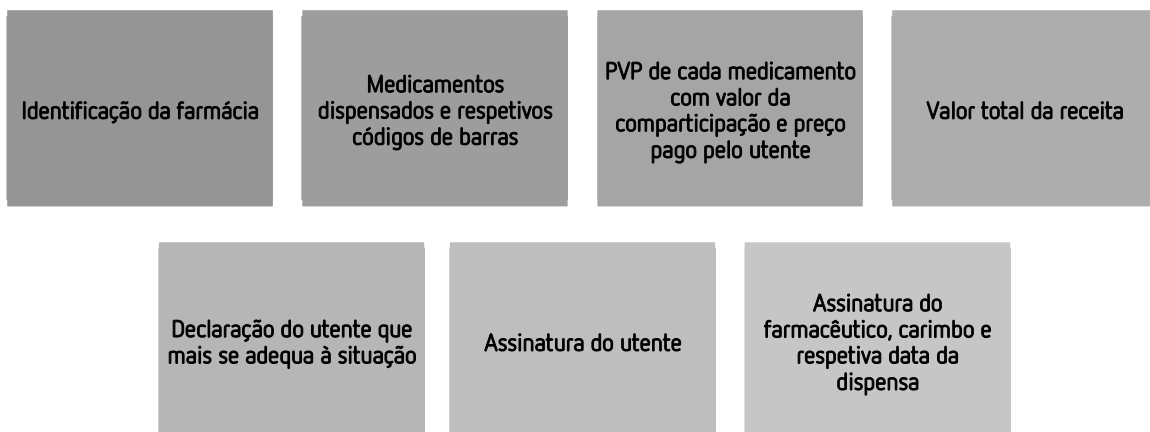 Identificação da farmácia
Medicamentos
dispensados e respetivos
códigos de barras
PVP de cada medicamento
com valor da
comparticipação e preço
pago pelo utente
Valor total da receita
Declaração do utente que
mais se adequa à situação
Assinatura do utente
Assinatura do
farmacêutico, carimbo e
respetiva data da
dispensa